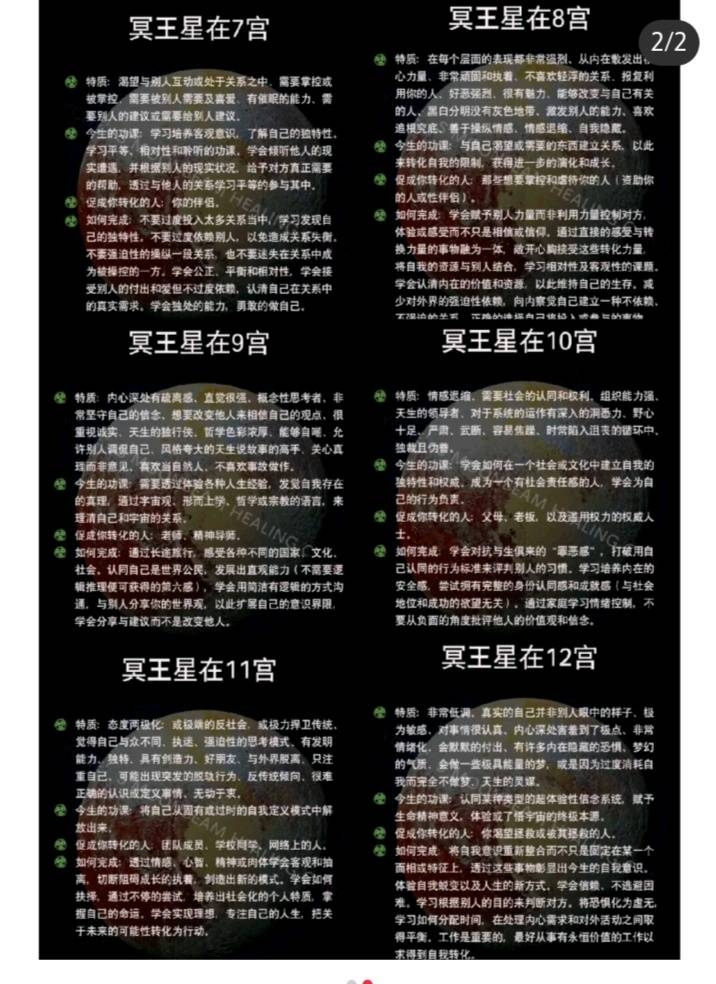 2/2
冥王星在7宫
特质：渴望与别人互动或处于关系之中，需要掌控或
被掌控，需要被别人需要及喜爱，有催眠的能力，需
要别人的建议或需要给别人建议。
今生的功课：学习培养客观意识，了解自己的独特性。
学习平等、相对性和聆听的功课，学会倾听他人的现
实遭遇，并根据别人的现实状况，给予对方真正需要
的帮助，透过与他人的关系学习平等的参与其中。
促成你转化的人：你的伴侣。
如何完成：不要过度投入太多关系当中，学习发现自
己的独特性，不要过度依赖别人，以免造成关系失衡。
不要强迫性的操纵一段关系，也不要迷失在关系中成
为被操控的一方。学会公正、平衡和相对性，学会接
受别人的付出和爱但不过度依赖，认清自己在关系中
的真实需求。学会独处的能力，勇敢的做自己。
冥王星在8宫
特质：在每个层面的表现都非常强烈、从内在散发出
心力量、非常顽固和执着、不喜欢轻浮的关系、报复利
用你的人、好恶强烈、很有魅力，能够改变与自己有关
的人、黑白分明没有灰色地带、激发别人的能力、喜欢
追根究底、善于操纵情感、情感退缩、自我隐藏。
今生的功课：与自己渴望或需要的东西建立关系，以此
来转化自我的限制，获得进一步的演化和成长。
促成你转化的人：那些想要掌控和虐待你的人（资助你
的人或性伴侣）。
如何完成：学会赋予别人力量而非利用力量控制对方，
体验或感受而不只是相信或信仰。通过直接的感受与转
换力量的事物融为一体，敞开心胸接受这些转化力量，
将自我的资源与别人结合，学习相对性及客观性的课题。
学会认清内在的价值和资源，以此维持自己的生存。减
少对外界的强迫性依赖，向内察觉自己建立一种不依赖、
不强迫的关系，正确的选择自己将投入或参与的事物。
冥王星在9宫
特质：内心深处有疏离感、直觉很强、概念性思考者、非
常坚守自己的信念、想要改变他人来相信自己的观点、很
重视诚实、天生的独行侠、哲学色彩浓厚、能够自嘲、允
许别人调侃自己、风格夸大的天生说故事的高手、关心真
理而非意见、喜欢当自然人，不喜欢事故做作。
今生的功课：需要透过体验各种人生经验，发觉自我存在
的真理，通过宇宙观、形而上学、哲学或宗教的语言，来
理清自己和宇宙的关系。
促成你转化的人：老师、精神导师。
如何完成：通过长途旅行，感受各种不同的国家、文化、
社会。认同自己是世界公民，发展出直观能力（不需要逻
辑推理便可获得的第六感），学会用简洁有逻辑的方式沟
通，与别人分享你的世界观，以此扩展自己的意识界限，
学会分享与建议而不是改变他人。
冥王星在10宫
特质：情感退缩、需要社会的认同和权利、组织能力强、
天生的领导者、对于系统的运作有深入的洞悉力、野心
十足、严肃、武断、容易焦躁、时常陷入沮丧的循环中、
独裁且伪善。
今生的功课：学会如何在一个社会或文化中建立自我的
独特性和权威，成为一个有社会责任感的人，学会为自
己的行为负责。
促成你转化的人：父母、老板，以及滥用权力的权威人
士。
如何完成：学会对抗与生俱来的“罪恶感”，打破用自
己认同的行为标准来评判别人的习惯。学习培养内在的
安全感，尝试拥有完整的身份认同感和成就感（与社会
地位和成功的欲望无关）。通过家庭学习情绪控制，不
要从负面的角度批评他人的价值观和信念。
冥王星在11宫
特质：态度两极化：或极端的反社会，或极力捍卫传统、
觉得自己与众不同、执迷、强迫性的思考模式、有发明
能力、独特、具有创造力、好朋友、与外界脱离，只注
重自己，可能出现突发的脱轨行为、反传统倾向、很难
正确的认识或定义事情、无动于衷。
今生的功课：将自己从固有或过时的自我定义模式中解
放出来。
促成你转化的人：团队成员、学校同学、网络上的人。
如何完成：透过情感、心智、精神或肉体学会客观和抽
离，切断阻碍成长的执着，创造出新的模式。学会如何
抉择，通过不停的尝试，培养出社会化的个人特质，掌
握自己的命运，学会实现理想，专注自己的人生，把关
于未来的可能性转化为行动。
冥王星在12宫
特质：非常低调，真实的自己并非别人眼中的样子、极
为敏感、对事情很认真、内心深处害羞到了极点、非常
情绪化、会默默的付出、有许多内在隐藏的恐惧、梦幻
的气质、会做一些极具能量的梦，或是因为过度消耗自
我而完全不做梦、天生的灵媒。
今生的功课：认同某种类型的超体验性信念系统，赋予
生命精神意义，体验或了悟宇宙的终极本源。
促成你转化的人：你渴望拯救或被其拯救的人。
如何完成：将自我意识重新整合而不只是固定在某一个
面相或特征上，透过这些事物彰显出今生的自我意识。
体验自我蜕变以及人生的新方式，学会信赖，不逃避困
难。学习根据别人的目的来判断对方。将恐惧化为虚无，
学习如何分配时间，在处理内心需求和对外活动之间取
得平衡。工作是重要的，最好从事有永恒价值的工作以
求得到自我转化。